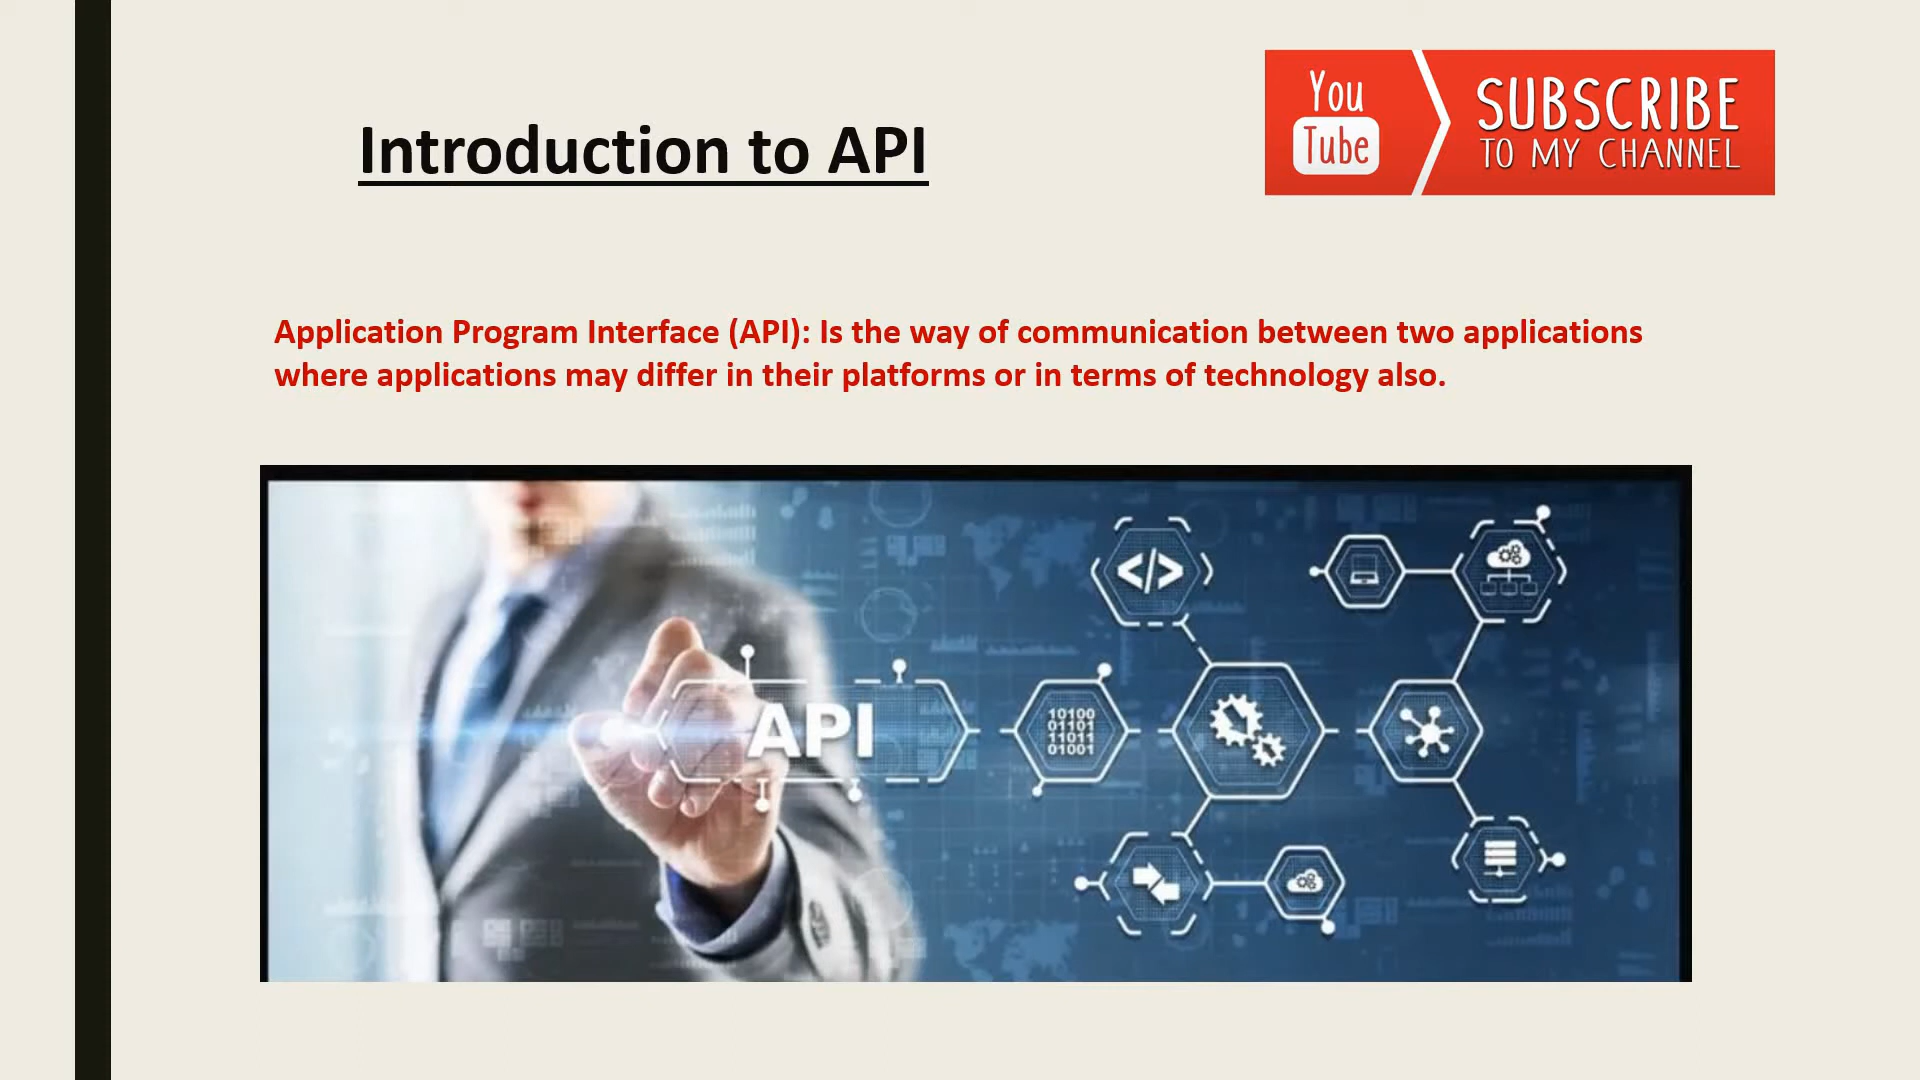 Introduction to API
You
Tube
SUBSCRIBE
TO MY CHANNEL
Application Program Interface (API): Is the way of communication between two applications
where applications may differ in their platforms or in terms of technology also.
API
</>
10100
01101
11011
01001